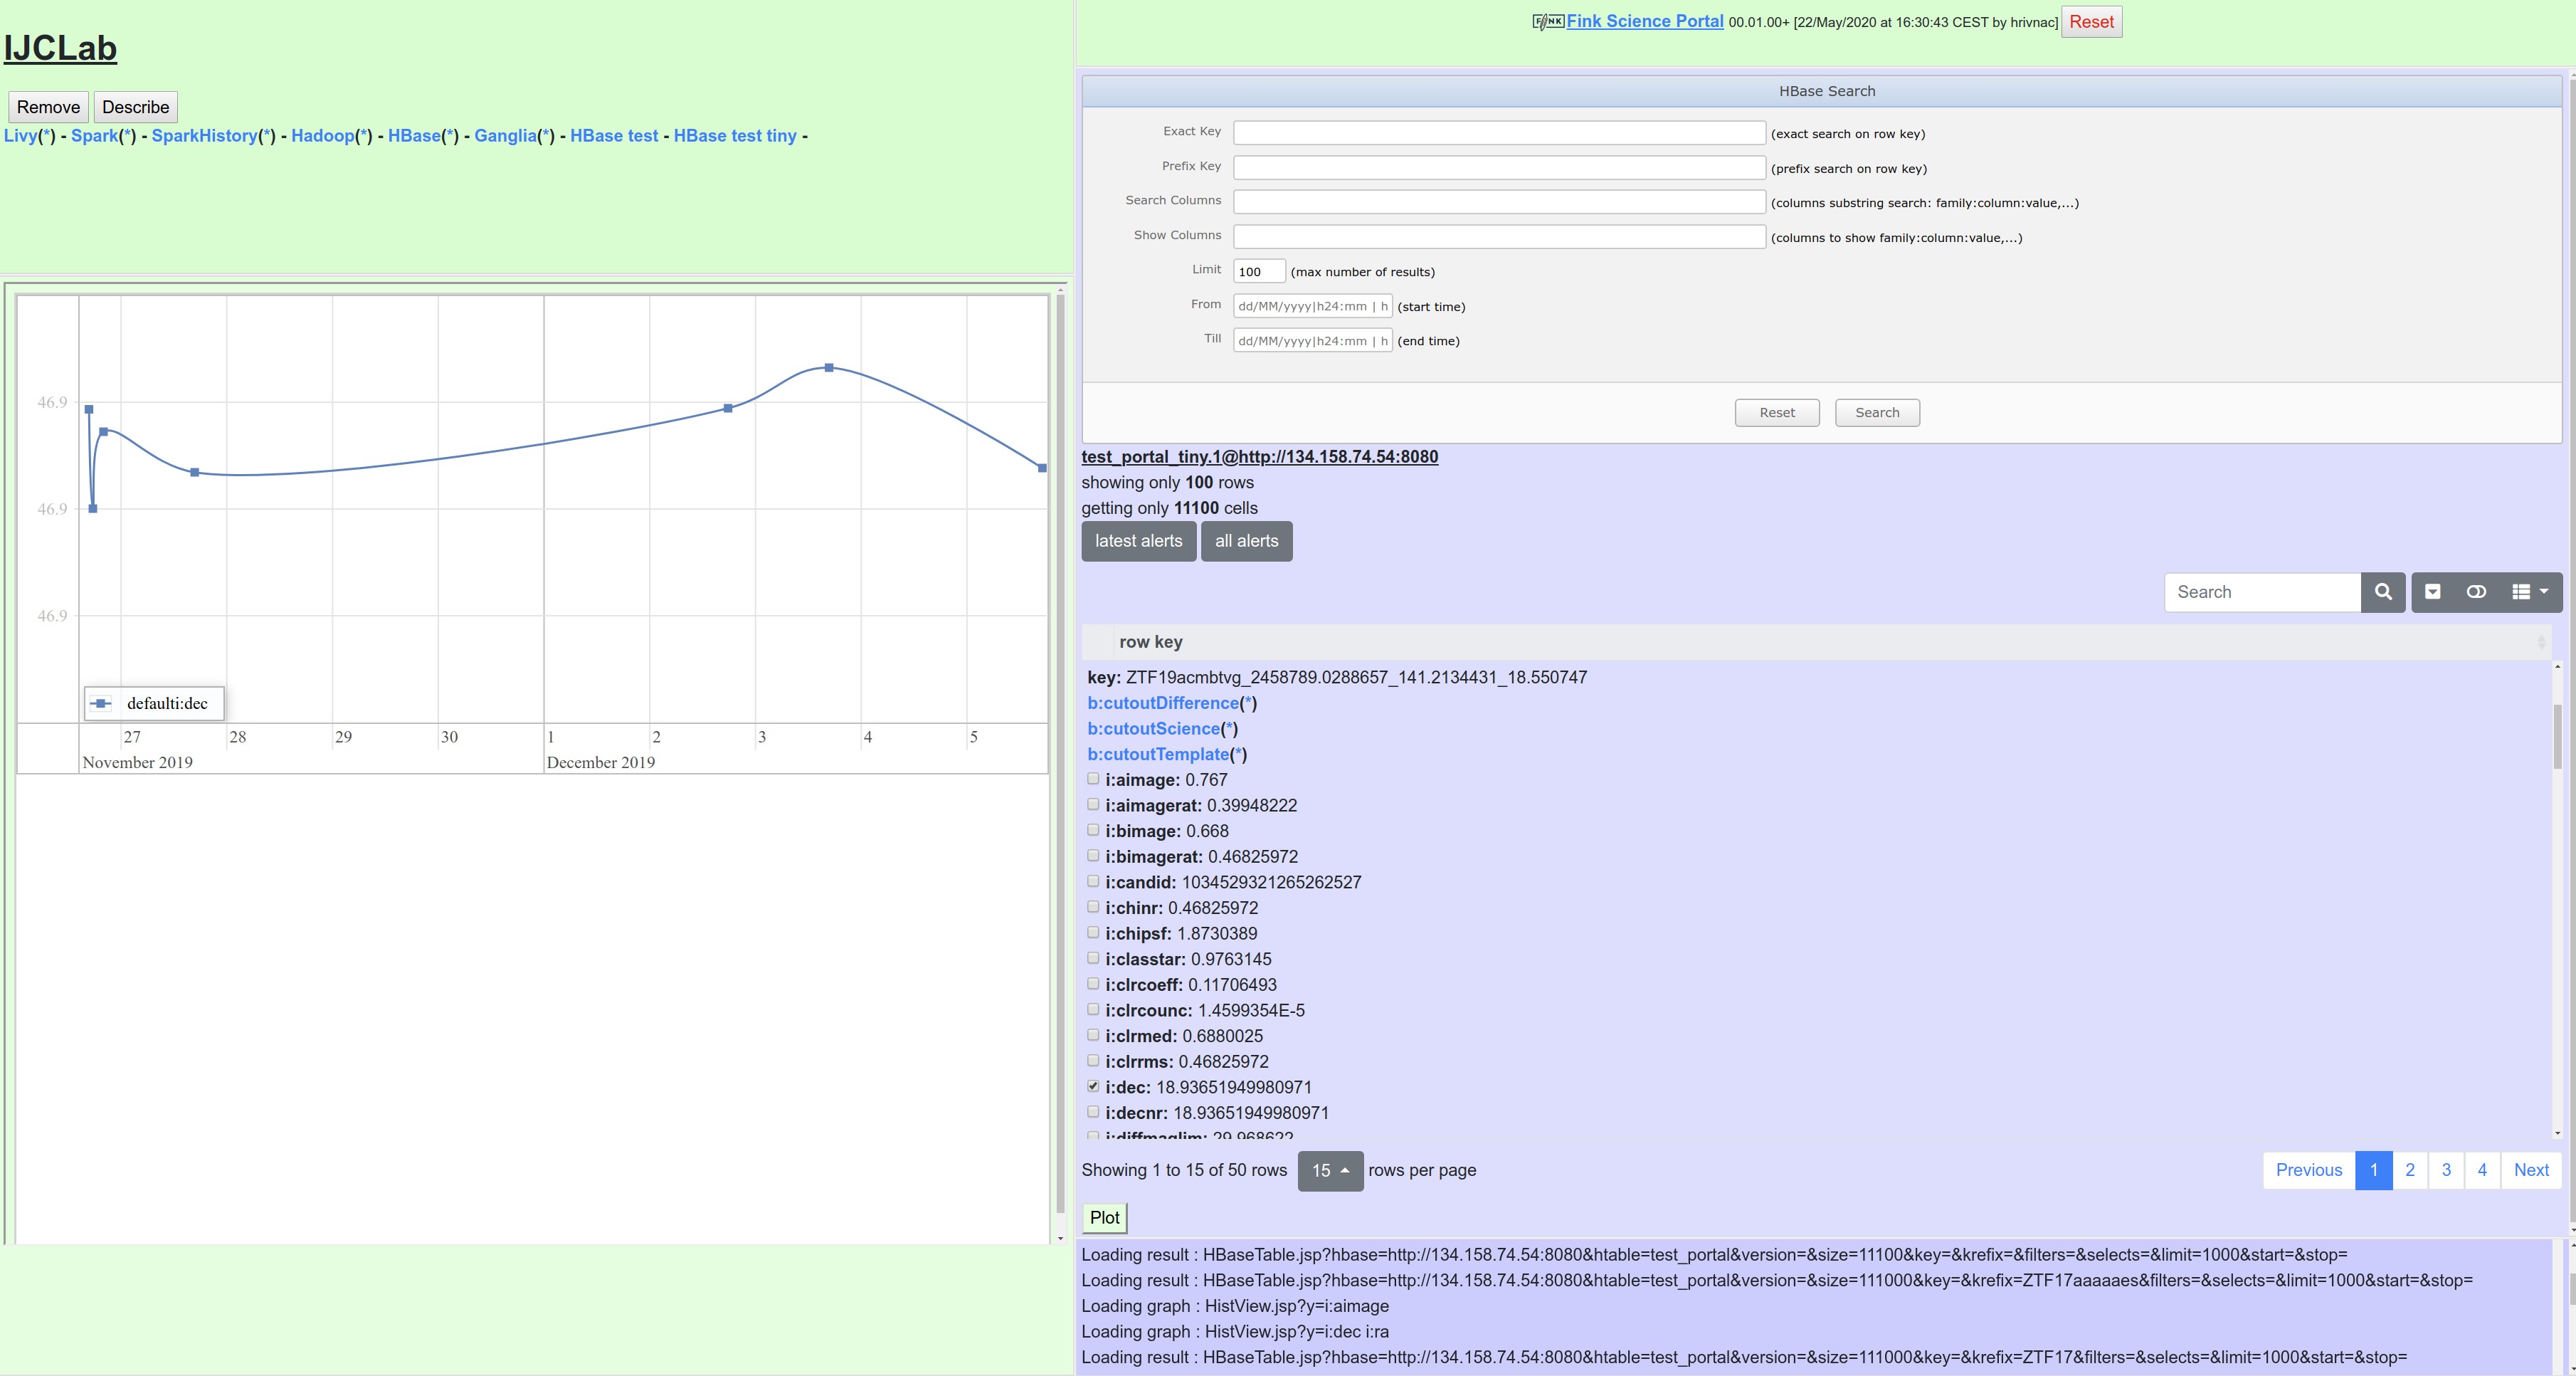 IJCLab
Remove Describe
Livy(*) - Spark(*) - SparkHistory(*) - Hadoop(*) - HBase(*) - Ganglia(*) - HBase test - HBase test tiny -
46.9
46.9
46.9
defaulti:dec
27 28 29 30 1 2 3 4 5
November 2019 December 2019
FINK Fink Science Portal 00.01.00+ [22/May/2020 at 16:30:43 CEST by hrivnac] Reset
HBase Search
Exact Key (exact search on row key)
Prefix Key (prefix search on row key)
Search Columns (columns substring search: family:column:value,...)
Show Columns (columns to show family:column:value,...)
Limit 100 (max number of results)
From dd/MM/yyyy|h24:mm | h (start time)
Till dd/MM/yyyy|h24:mm | h (end time)
Reset Search
test_portal_tiny.1@http://134.158.74.54:8080
showing only 100 rows
getting only 11100 cells
latest alerts all alerts
Search
row key
key: ZTF19acmbtvg_2458789.0288657_141.2134431_18.550747
b:cutoutDifference(*)
b:cutoutScience(*)
b:cutoutTemplate(*)
i:aimage: 0.767
i:aimagerat: 0.39948222
i:bimage: 0.668
i:bimagerat: 0.46825972
i:candid: 1034529321265262527
i:chinr: 0.46825972
i:chipsf: 1.8730389
i:classtar: 0.9763145
i:clrcoeff: 0.11706493
i:clrcounc: 1.4599354E-5
i:clrmed: 0.6880025
i:clrrms: 0.46825972
i:dec: 18.93651949980971
i:decnr: 18.93651949980971
i:diffmaglim: 29.968622
Showing 1 to 15 of 50 rows 15 rows per page
Previous 1 2 3 4 Next
Plot
Loading result : HBaseTable.jsp?hbase=http://134.158.74.54:8080&htable=test_portal&version=&size=11100&key=&krefix=&filters=&selects=&limit=1000&start=&stop=
Loading result : HBaseTable.jsp?hbase=http://134.158.74.54:8080&htable=test_portal&version=&size=111000&key=&krefix=ZTF17aaaaaes&filters=&selects=&limit=1000&start=&stop=
Loading graph : HistView.jsp?y=i:aimage
Loading graph : HistView.jsp?y=i:dec i:ra
Loading result : HBaseTable.jsp?hbase=http://134.158.74.54:8080&htable=test_portal&version=&size=111000&key=&krefix=ZTF17&filters=&selects=&limit=1000&start=&stop=